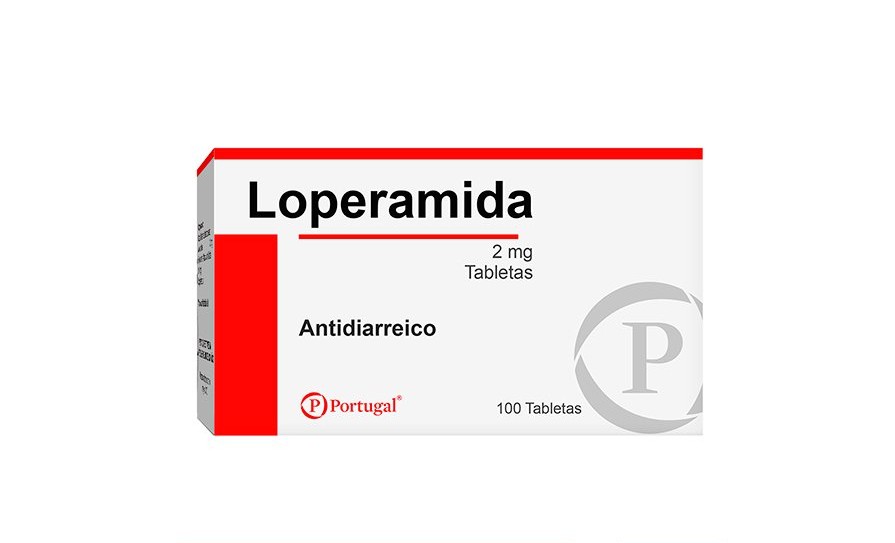 Loperamida
2 mg
Tabletas
Antidiarreico
P Portugal®
100 Tabletas
P